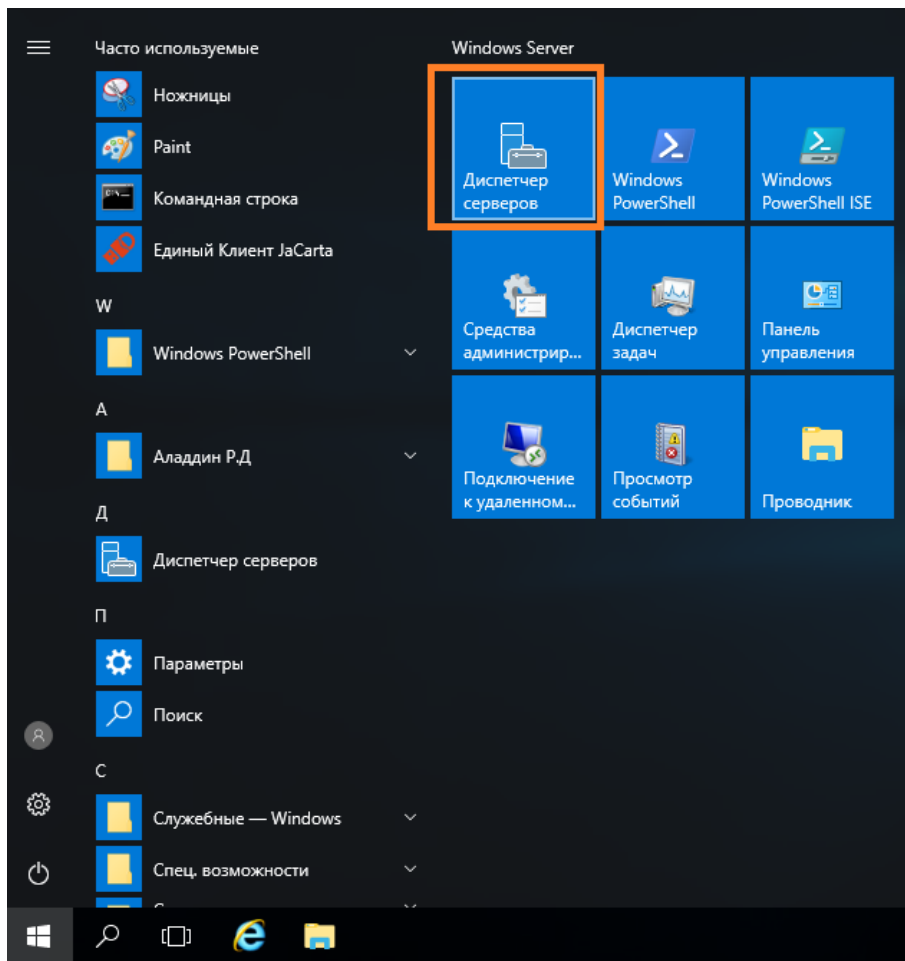 Часто используемые
Ножницы
Paint
Командная строка
Единый Клиент JaCarta
W
Windows PowerShell
А
Аладдин Р.Д
Д
Диспетчер серверов
П
Параметры
Поиск
С
Служебные — Windows
Спец. возможности
Windows Server
Диспетчер
серверов
Windows
PowerShell
Windows
PowerShell ISE
Средства
администрир...
Диспетчер
задач
Панель
управления
Подключение
к удаленном...
Просмотр
событий
Проводник